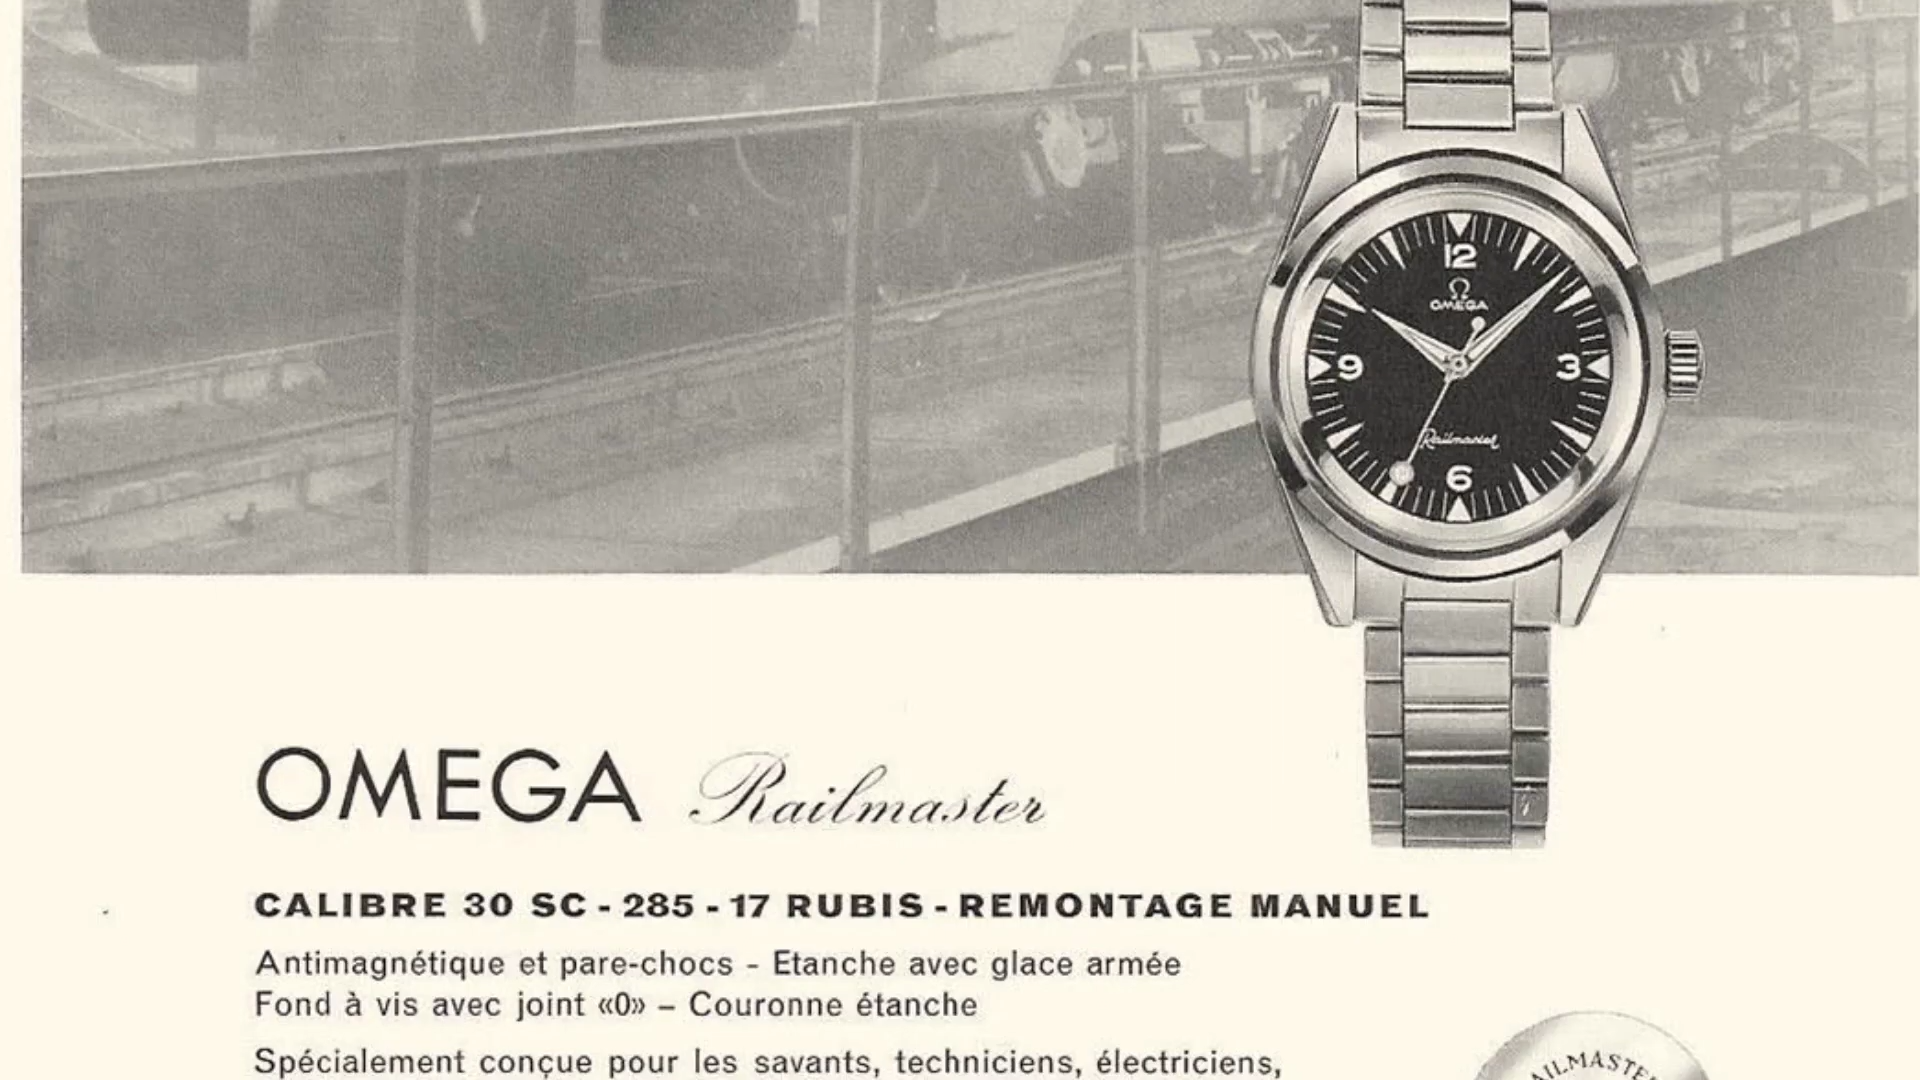 12
Ω
OMEGA
9
3
Railmaster
6
OMEGA Railmaster
CALIBRE 30 SC - 285 - 17 RUBIS - REMONTAGE MANUEL
Antimagnétique et pare-chocs - Etanche avec glace armée
Fond à vis avec joint «0» – Couronne étanche
Spécialement conçue pour les savants, techniciens, électriciens,
AILMASTER